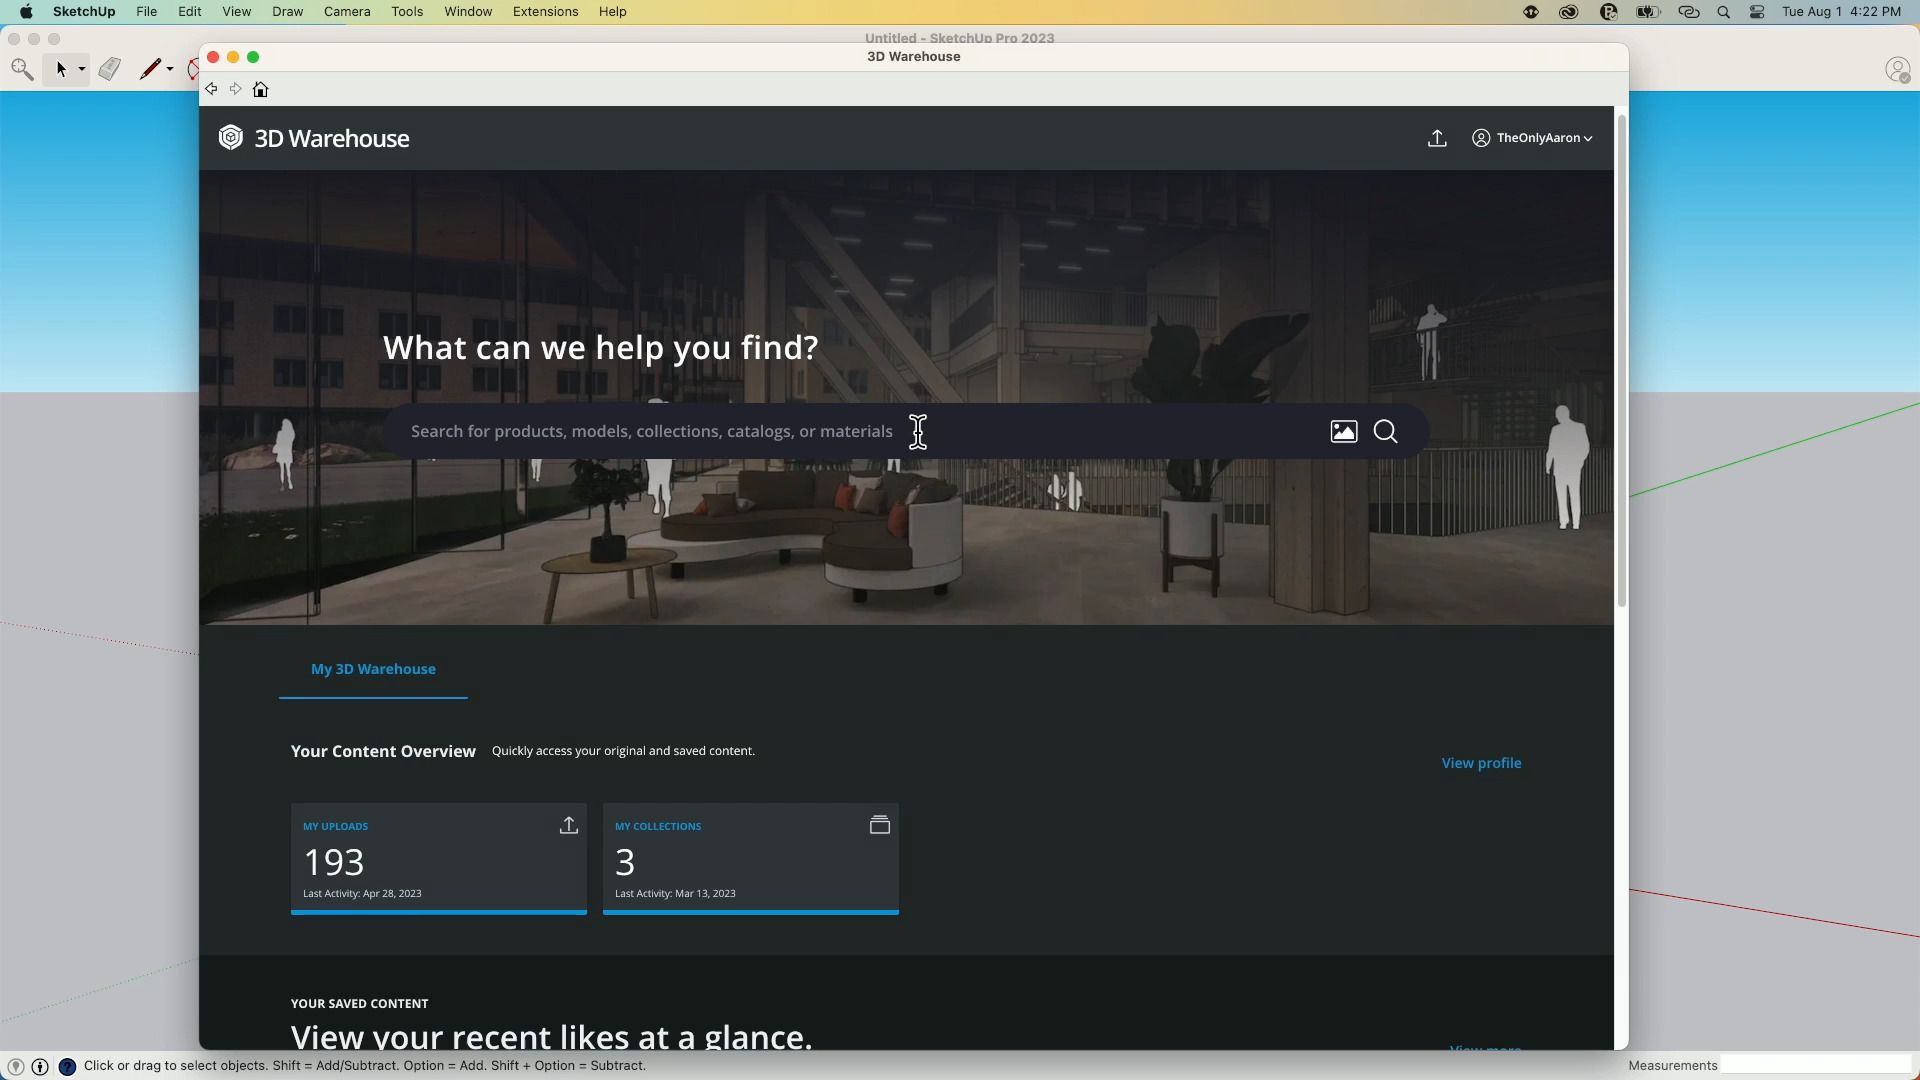 SketchUp File Edit View Draw Camera Tools Window Extensions Help Tue Aug 1 4:22 PM
Untitled - SketchUp Pro 2023
3D Warehouse
3D Warehouse
TheOnlyAaron
What can we help you find?
Search for products, models, collections, catalogs, or materials
My 3D Warehouse
Your Content Overview Quickly access your original and saved content.
View profile
MY UPLOADS
193
Last Activity: Apr 28, 2023
MY COLLECTIONS
3
Last Activity: Mar 13, 2023
YOUR SAVED CONTENT
View your recent likes at a glance.
View more
Click or drag to select objects. Shift = Add/Subtract. Option = Add. Shift + Option = Subtract.
Measurements